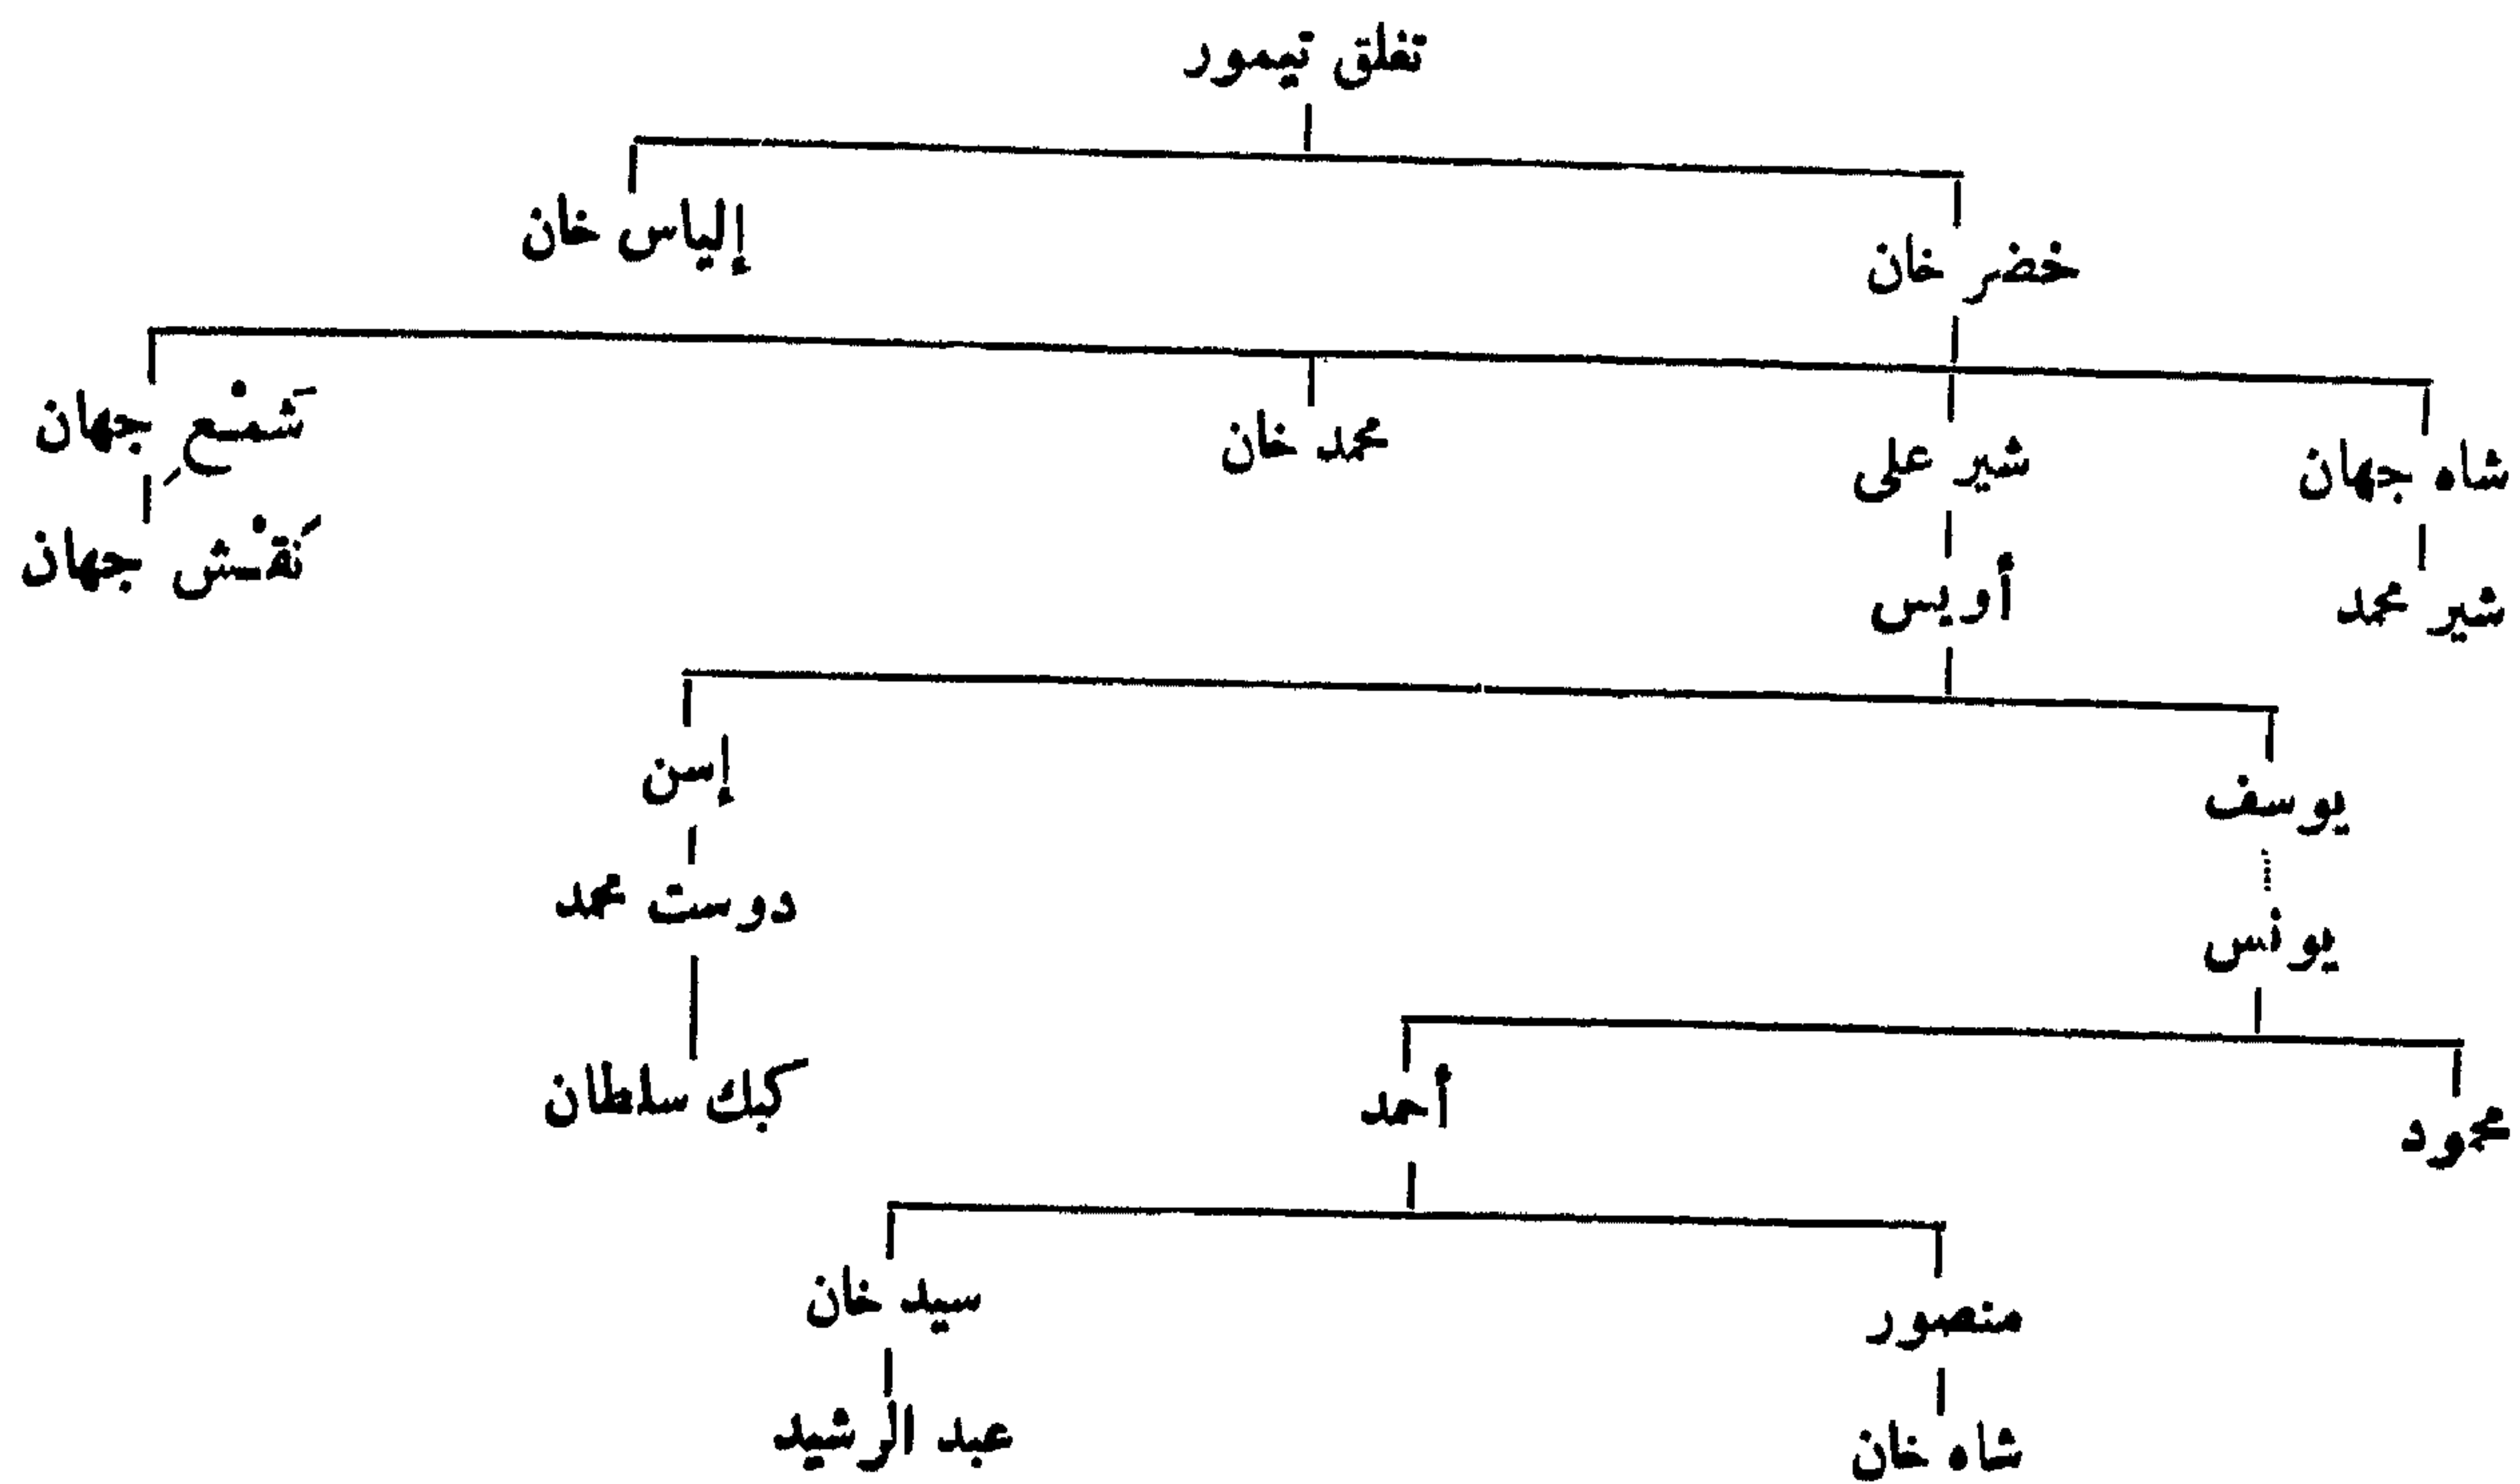 تغلق تيمور
خضر خان
إلياس خان
شاه جهان
شير على
محمد خان
شمع جهان
شير محمد
أويس
نقش جهان
يوسف
إسن
يونس
دوست محمد
محمود
أحمد
كبك سلطان
منصور
سيد خان
شاه خان
عبد الرشيد